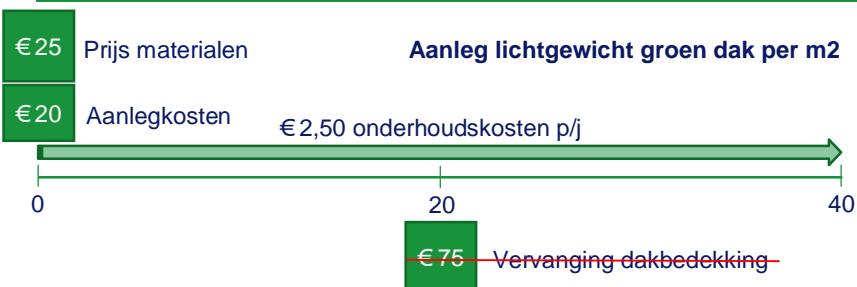 €25 Prijs materialen Aanleg lichtgewicht groen dak per m2
€20 Aanlegkosten
€2,50 onderhoudskosten p/j
0 20 40
€75 Vervanging dakbedekking